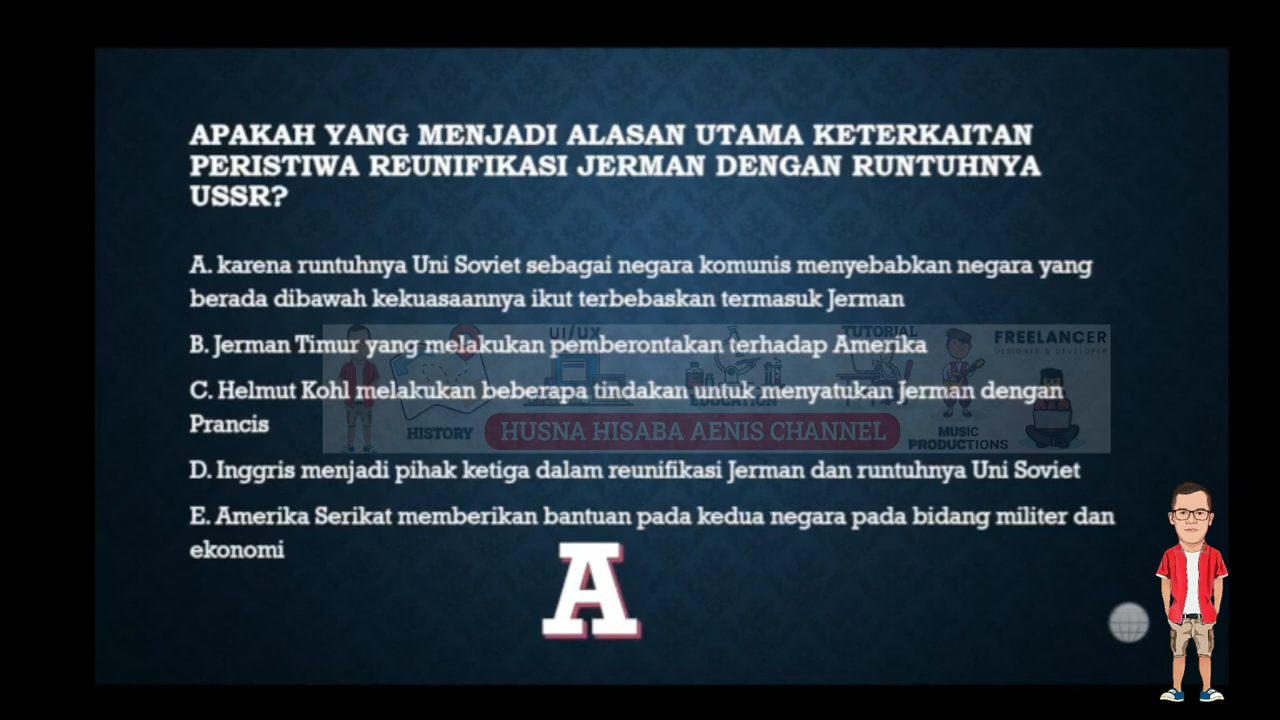 APAKAH YANG MENJADI ALASAN UTAMA KETERKAITAN
PERISTIWA REUNIFIKASI JERMAN DENGAN RUNTUHNYA
USSR?
A. karena runtuhnya Uni Soviet sebagai negara komunis menyebabkan negara yang
berada dibawah kekuasaannya ikut terbebaskan termasuk Jerman
B. Jerman Timur yang melakukan pemberontakan terhadap Amerika
C. Helmut Kohl melakukan beberapa tindakan untuk menyatukan Jerman dengan
Prancis
D. Inggris menjadi pihak ketiga dalam reunifikasi Jerman dan runtuhnya Uni Soviet
E. Amerika Serikat memberikan bantuan pada kedua negara pada bidang militer dan
ekonomi
A
UI/UX
TUTORIAL
FREELANCER
DESIGNER & DEVELOPER
EDUCATION
HISTORY
HUSNA HISABA AENIS CHANNEL
MUSIC
PRODUCTIONS